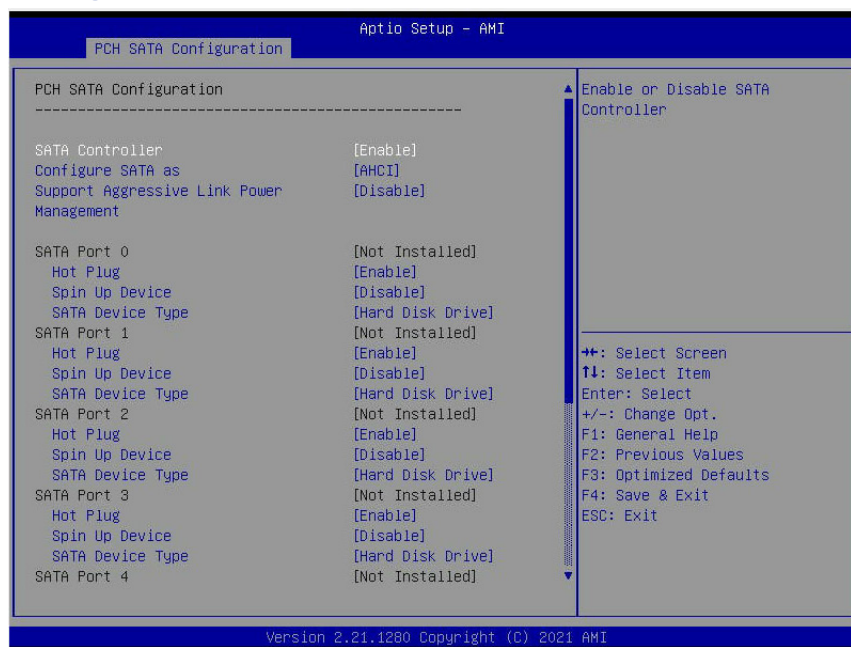 Aptio Setup – AMI
PCH SATA Configuration
PCH SATA Configuration
--------------------------------------------------
SATA Controller [Enable]
Configure SATA as [AHCI]
Support Aggressive Link Power [Disable]
Management
SATA Port 0 [Not Installed]
Hot Plug [Enable]
Spin Up Device [Disable]
SATA Device Type [Hard Disk Drive]
SATA Port 1 [Not Installed]
Hot Plug [Enable]
Spin Up Device [Disable]
SATA Device Type [Hard Disk Drive]
SATA Port 2 [Not Installed]
Hot Plug [Enable]
Spin Up Device [Disable]
SATA Device Type [Hard Disk Drive]
SATA Port 3 [Not Installed]
Hot Plug [Enable]
Spin Up Device [Disable]
SATA Device Type [Hard Disk Drive]
SATA Port 4 [Not Installed]
Enable or Disable SATA
Controller
→←: Select Screen
↑↓: Select Item
Enter: Select
+/-: Change Opt.
F1: General Help
F2: Previous Values
F3: Optimized Defaults
F4: Save & Exit
ESC: Exit
Version 2.21.1280 Copyright (C) 2021 AMI